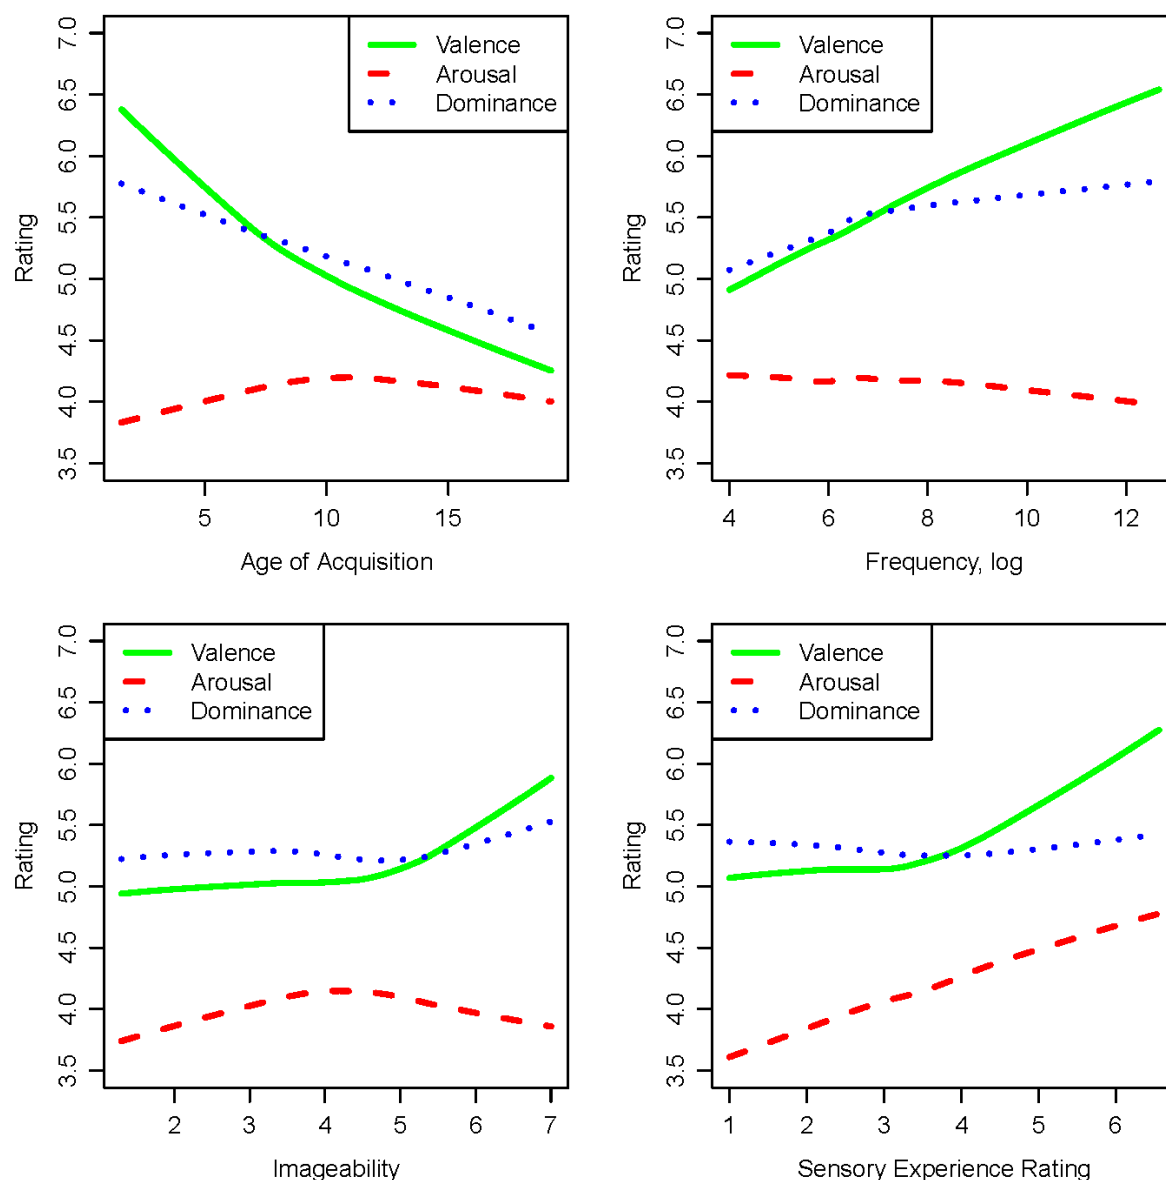 Valence
Arousal
Dominance
Rating
3.5 4.0 4.5 5.0 5.5 6.0 6.5 7.0
5 10 15
Age of Acquisition
Valence
Arousal
Dominance
Rating
3.5 4.0 4.5 5.0 5.5 6.0 6.5 7.0
4 6 8 10 12
Frequency, log
Valence
Arousal
Dominance
Rating
3.5 4.0 4.5 5.0 5.5 6.0 6.5 7.0
2 3 4 5 6 7
Imageability
Valence
Arousal
Dominance
Rating
3.5 4.0 4.5 5.0 5.5 6.0 6.5 7.0
1 2 3 4 5 6
Sensory Experience Rating